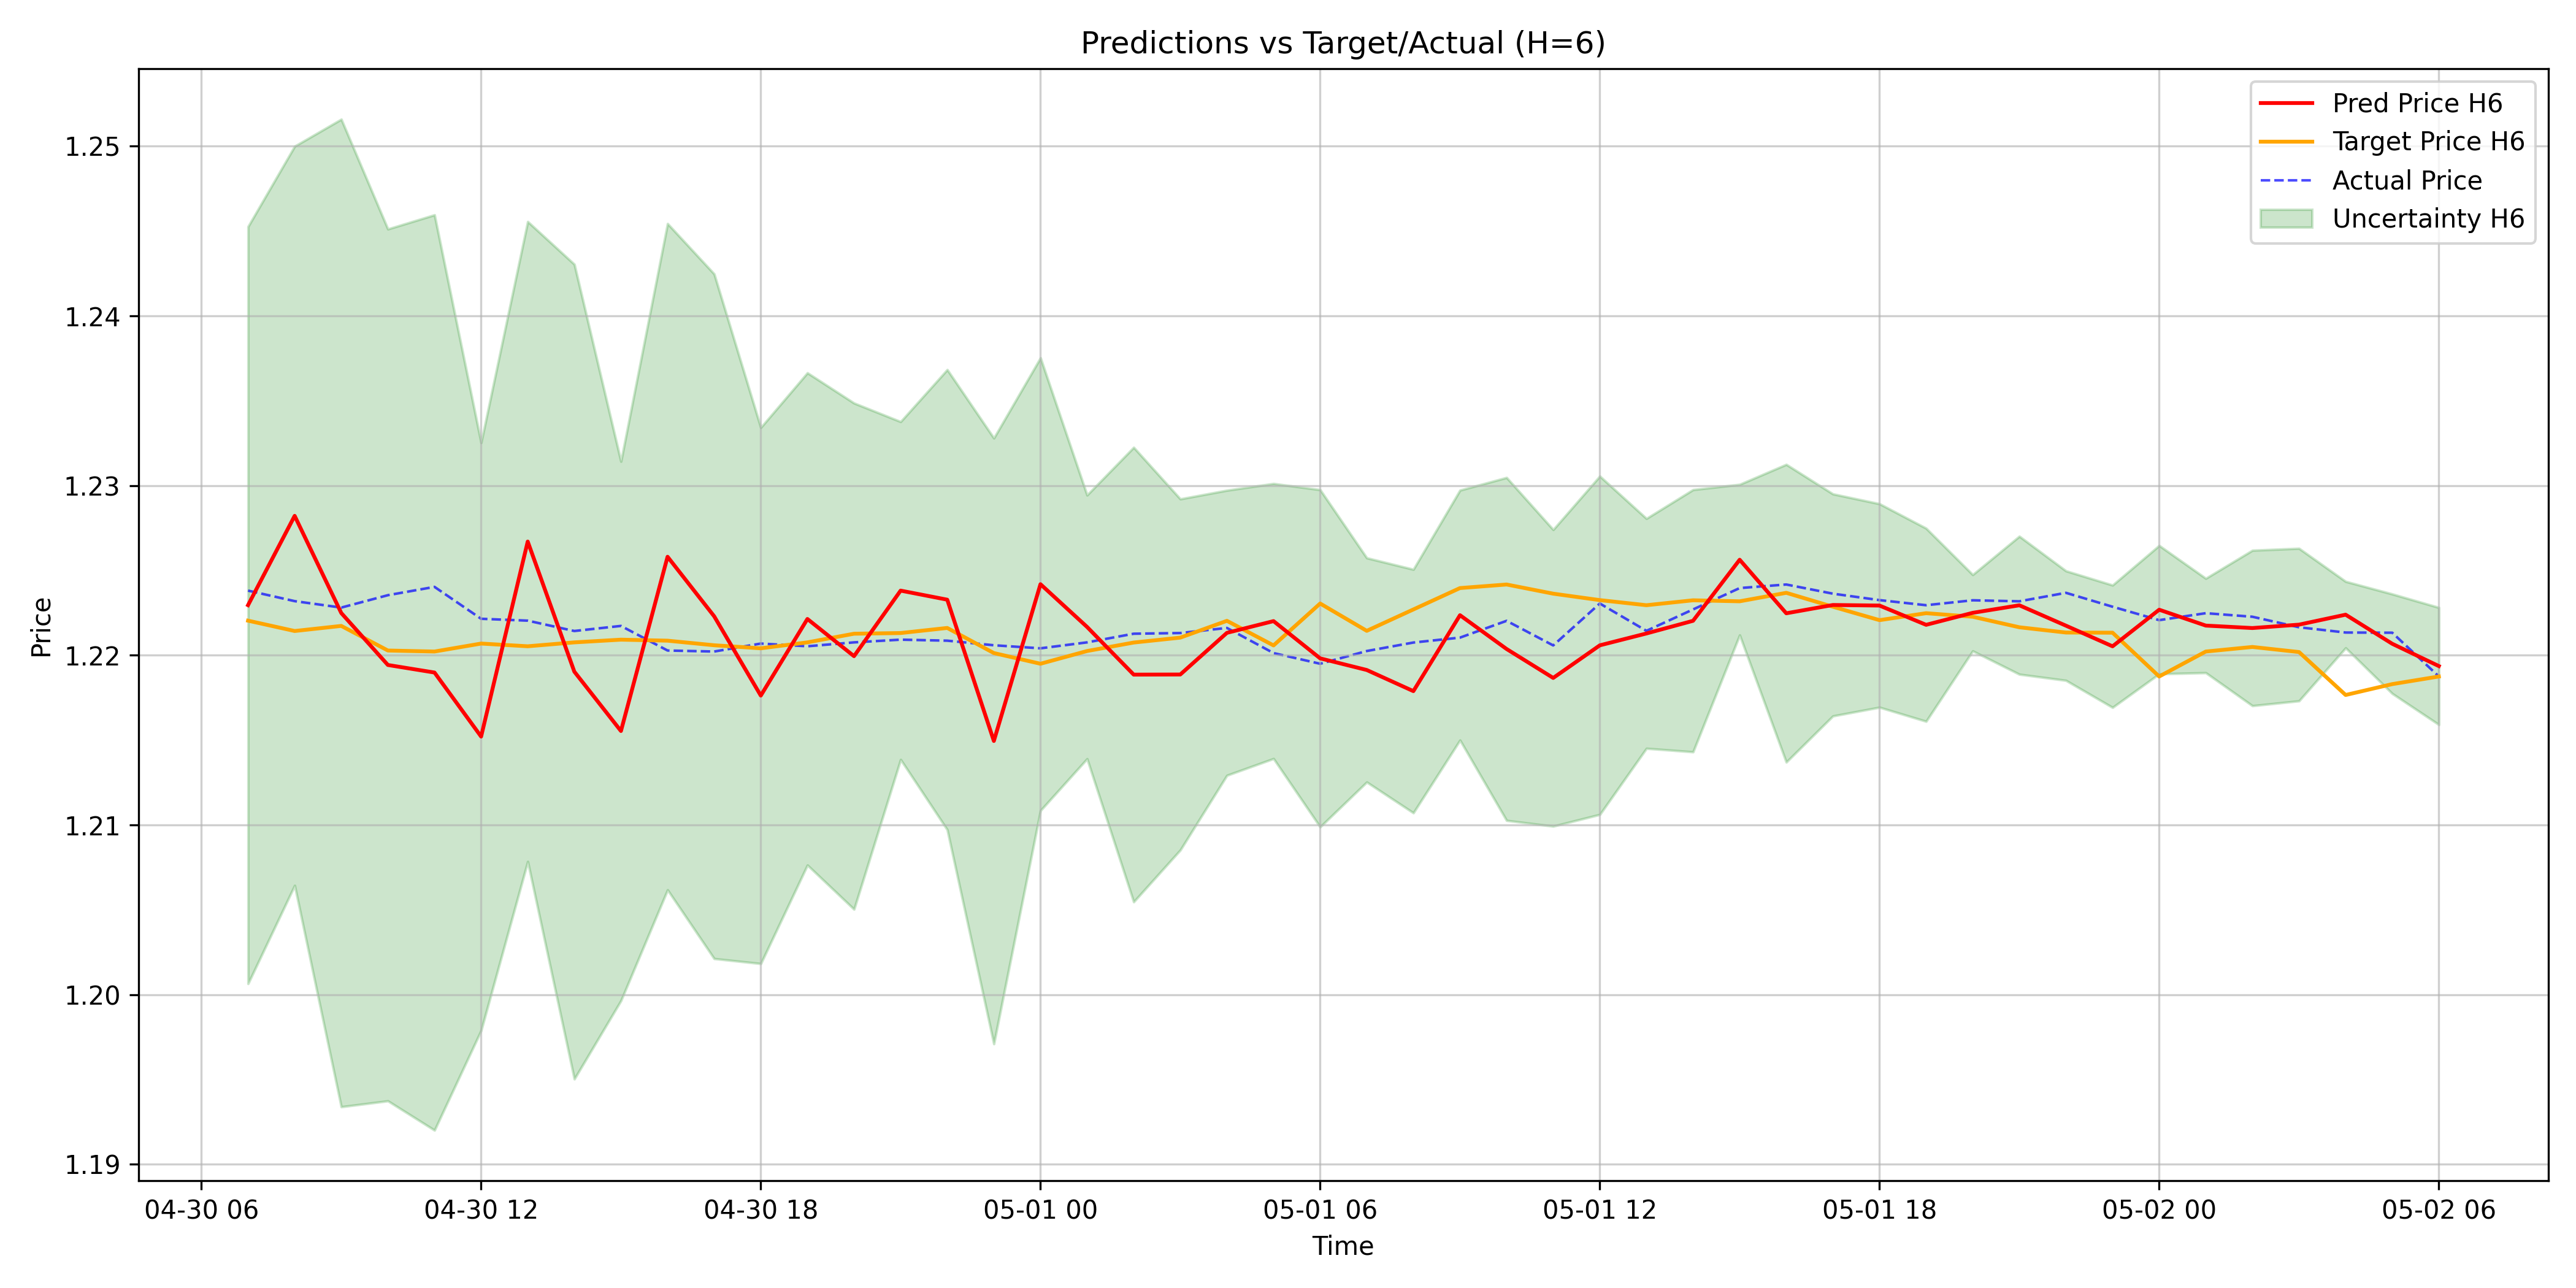 Predictions vs Target/Actual (H=6)
Pred Price H6
Target Price H6
Actual Price
Uncertainty H6
Price
1.25
1.24
1.23
1.22
1.21
1.20
1.19
04-30 06
04-30 12
04-30 18
05-01 00
05-01 06
05-01 12
05-01 18
05-02 00
05-02 06
Time